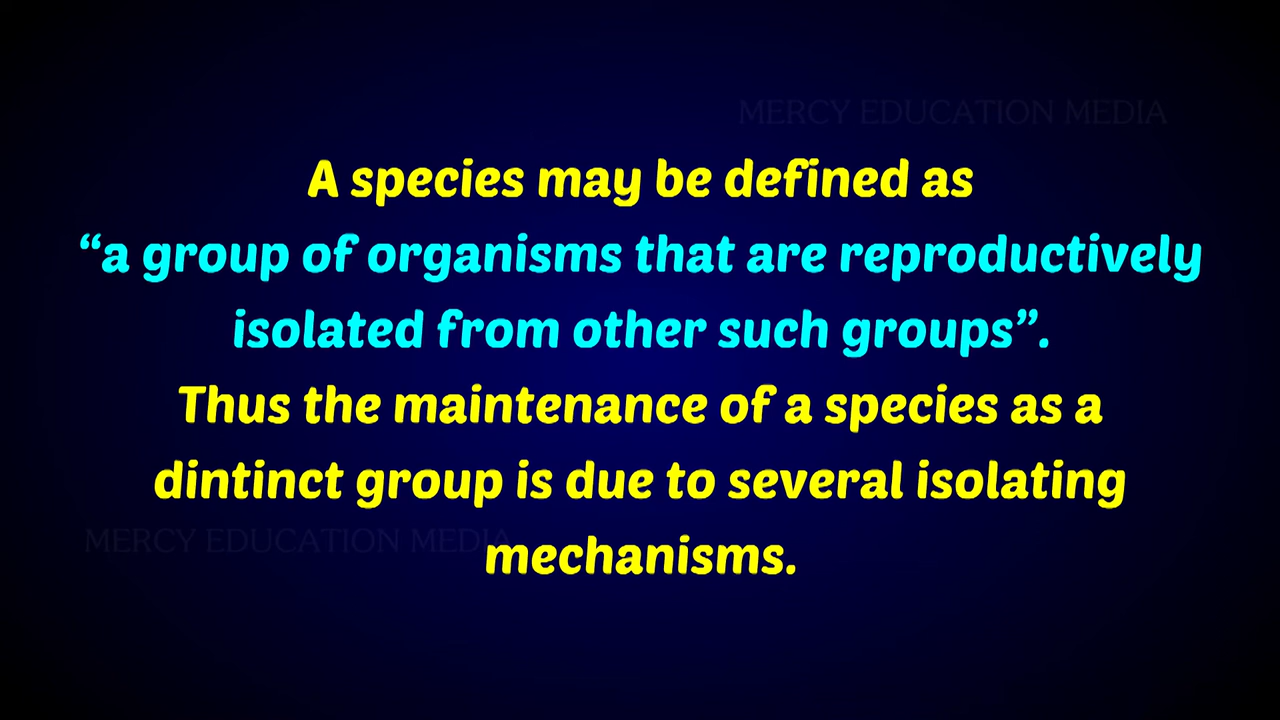 MERCY EDUCATION MEDIA
A species may be defined as
“a group of organisms that are reproductively
isolated from other such groups”.
Thus the maintenance of a species as a
dintinct group is due to several isolating
MERCY EDUCATION MEDIA
mechanisms.